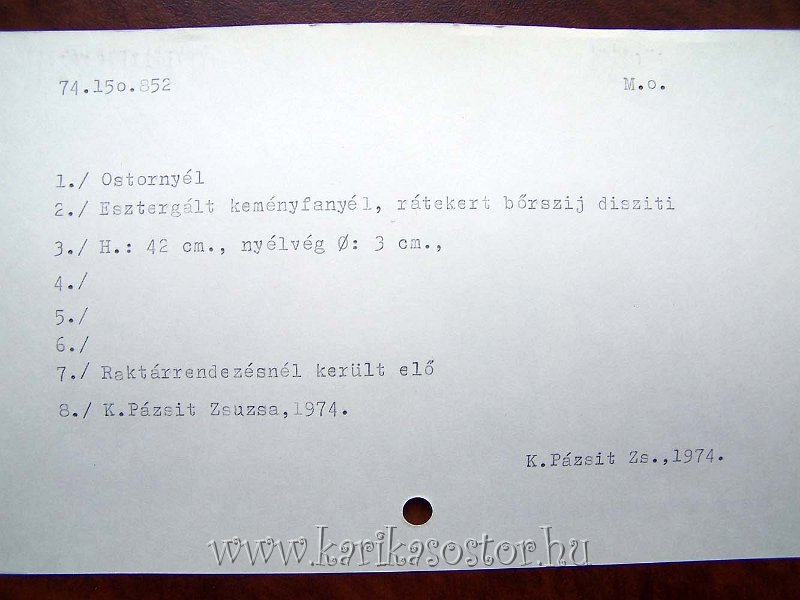 74.15o.852 M.o.
1./ Ostornyél
2./ Esztergált keményfanyél, rátekert bőrszij disziti
3./ H.: 42 cm., nyélvég Ø: 3 cm.,
4./
5./
6./
7./ Raktárrendezésnél került elő
8./ K.Pázsit Zsuzsa,1974.
K.Pázsit Zs.,1974.
www.karikasostor.hu